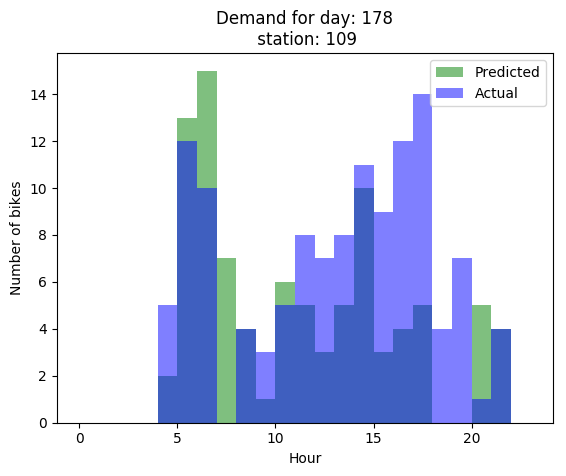 Demand for day: 178
station: 109
Predicted
Actual
Number of bikes
14
12
10
8
6
4
2
0
0
5
10
15
20
Hour